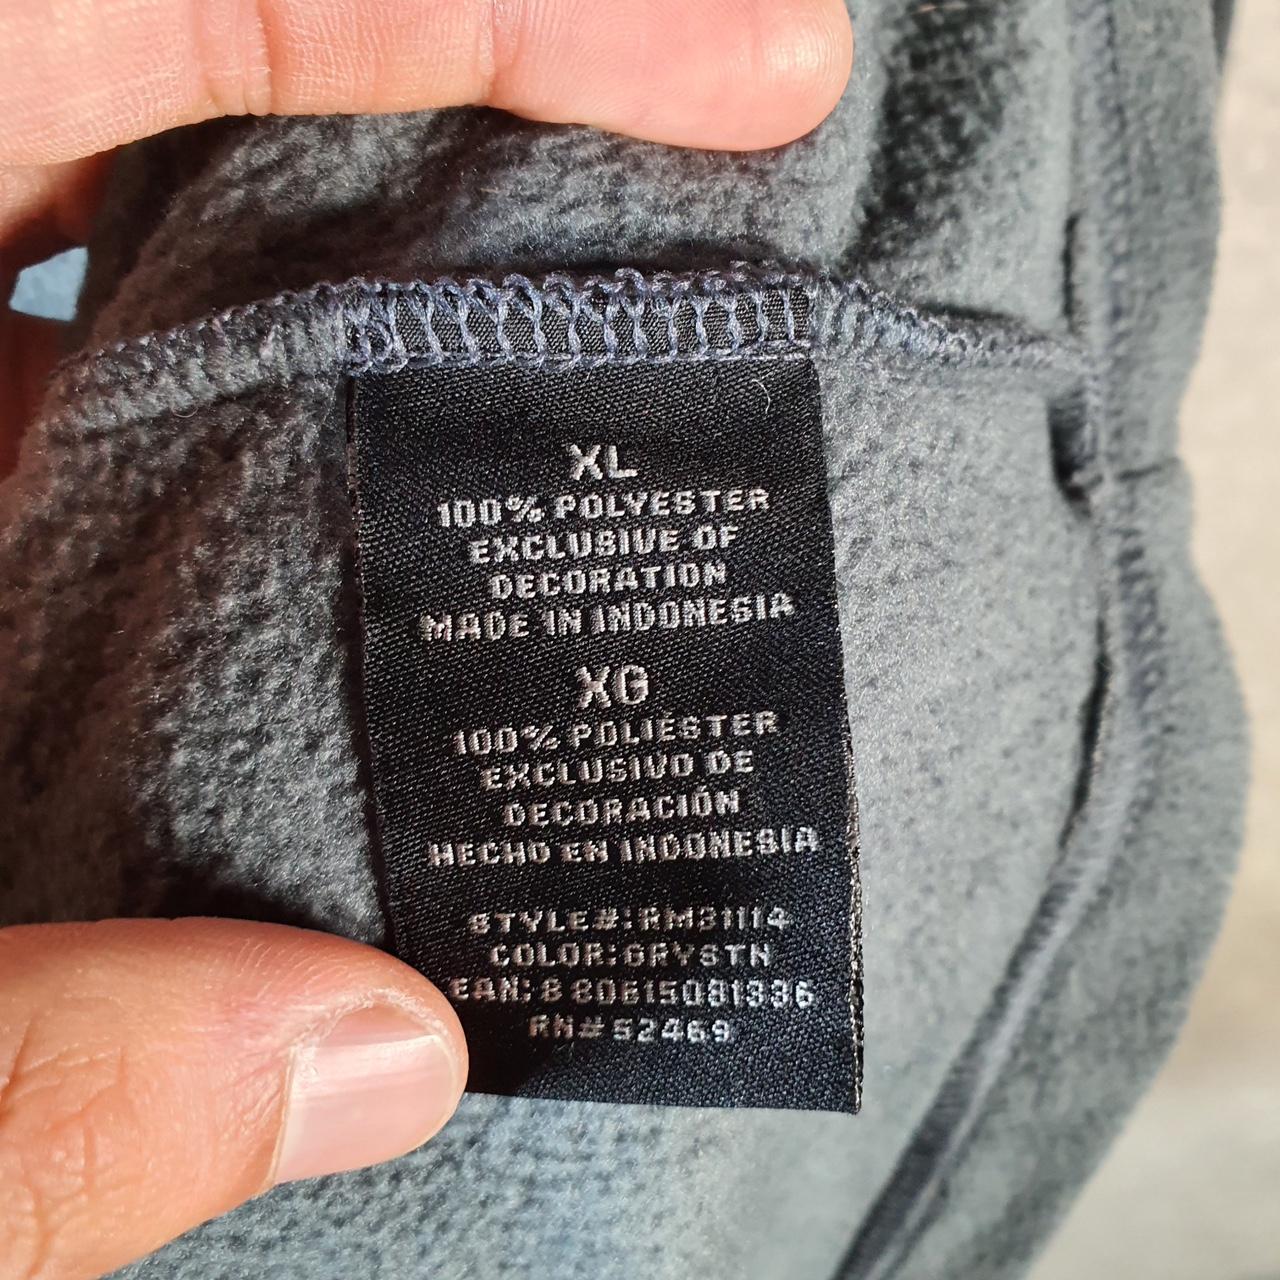 XL
100% POLYESTER
EXCLUSIVE OF
DECORATION
MADE IN INDONESIA
XG
100% POLIÉSTER
EXCLUSIVO DE
DECORACIÓN
HECHO EN INDONESIA
STYLE#: RM31114
COLOR:GRYSTN
EAN: 8 80615081336
RN# 52469